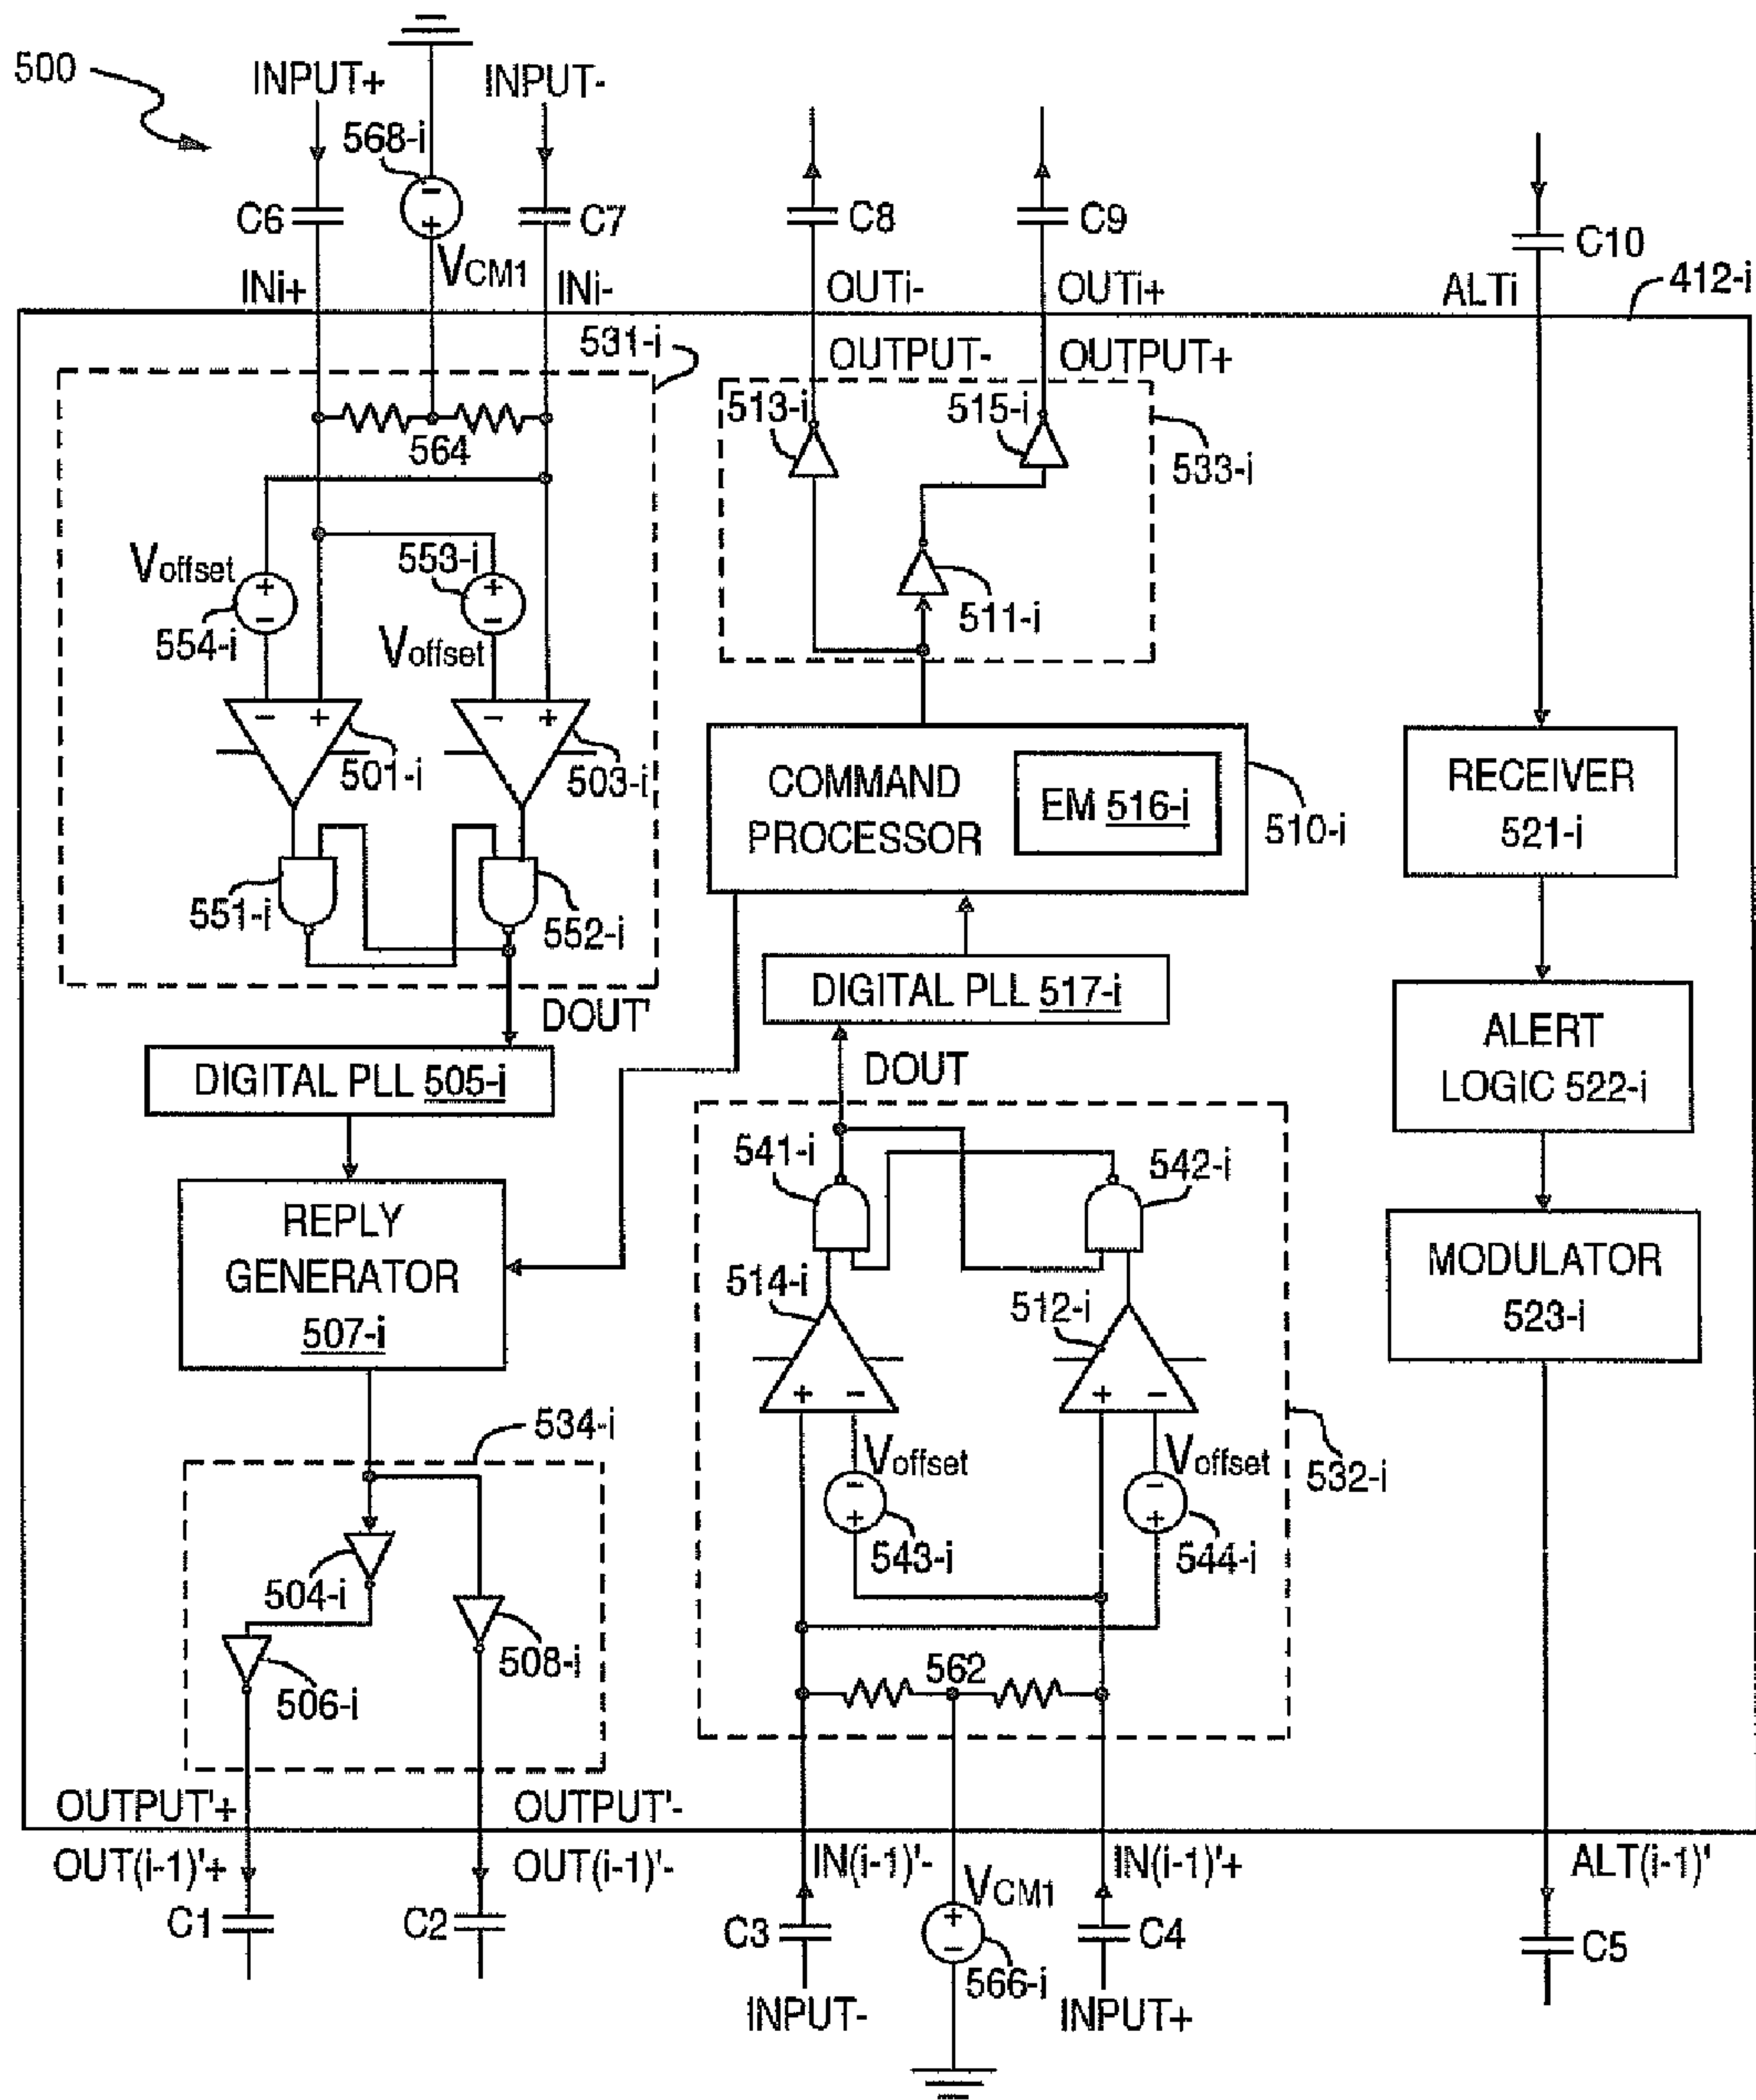 500
INPUT+
INPUT-
568-i
-
+
C6
VCM1
C7
C8
C9
C10
INi+
INi-
OUTi-
OUTi+
ALTi
412-i
531-i
OUTPUT-
OUTPUT+
564
513-i
515-i
533-i
Voffset
+
-
554-i
553-i
+
-
Voffset
511-i
- +
501-i
- +
503-i
551-i
552-i
COMMAND
PROCESSOR
EM 516-i
510-i
RECEIVER
521-i
DOUT'
DIGITAL PLL 517-i
ALERT
LOGIC 522-i
DIGITAL PLL 505-i
DOUT
541-i
542-i
REPLY
GENERATOR
507-i
MODULATOR
523-i
514-i
+ -
512-i
+ -
534-i
Voffset
-
+
543-i
Voffset
-
+
544-i
532-i
504-i
506-i
508-i
562
OUTPUT'+
OUTPUT'-
OUT(i-1)'+
OUT(i-1)'-
IN(i-1)'-
IN(i-1)'+
ALT(i-1)'
C1
C2
C3
VCM1
+
-
566-i
C4
C5
INPUT-
INPUT+